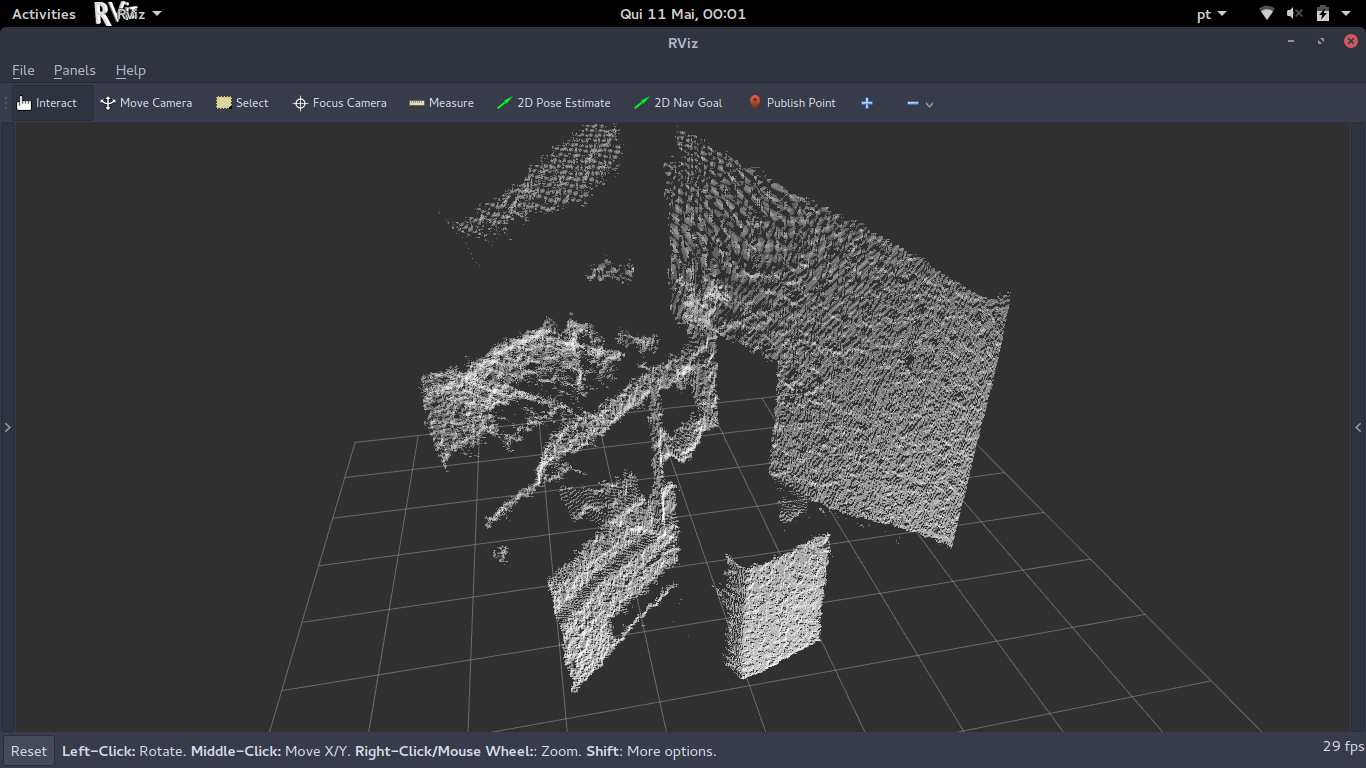 Activities RViz RViz Qui 11 Mai, 00:01 pt
RViz
File Panels Help
Interact Move Camera Select Focus Camera Measure 2D Pose Estimate 2D Nav Goal Publish Point
Reset Left-Click: Rotate. Middle-Click: Move X/Y. Right-Click/Mouse Wheel:: Zoom. Shift: More options. 29 fps